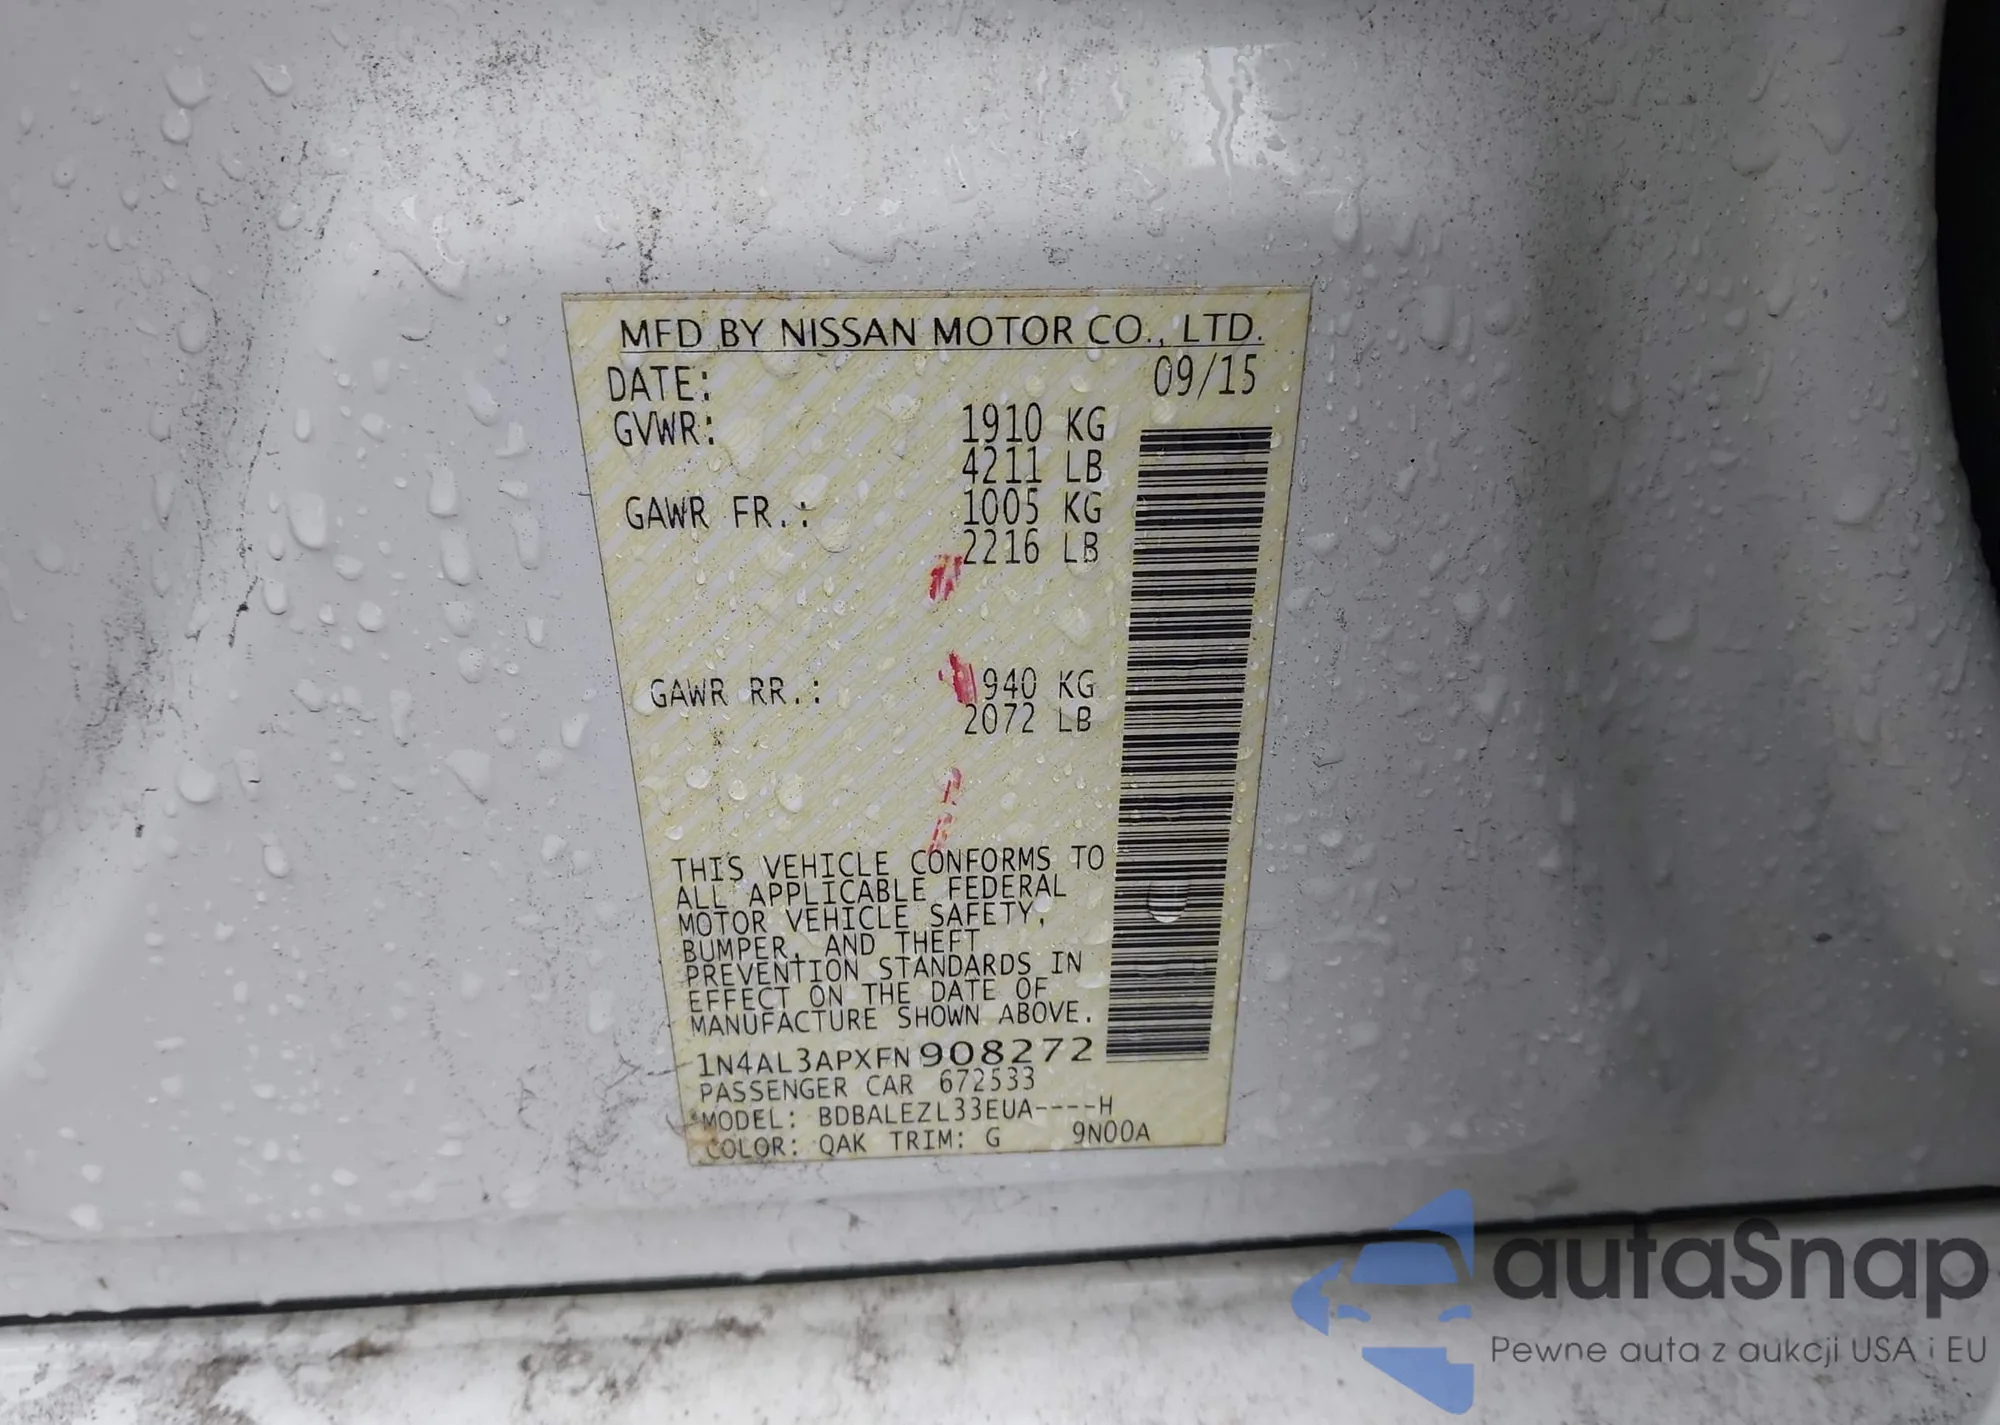 MFD BY NISSAN MOTOR CO., LTD.
DATE: 09/15
GVWR: 1910 KG
4211 LB
GAWR FR.: 1005 KG
2216 LB
GAWR RR.: 940 KG
2072 LB
THIS VEHICLE CONFORMS TO
ALL APPLICABLE FEDERAL
MOTOR VEHICLE SAFETY,
BUMPER, AND THEFT
PREVENTION STANDARDS IN
EFFECT ON THE DATE OF
MANUFACTURE SHOWN ABOVE.
1N4AL3APXFN908272
PASSENGER CAR 672533
MODEL: BDBALEZL33EUA----H
COLOR: QAK TRIM: G 9N00A
autaSnap
Pewne auta z aukcji USA i EU